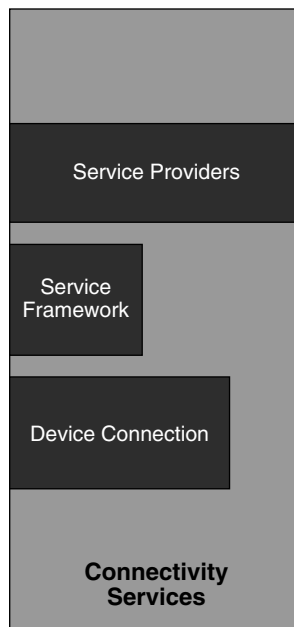 Service Providers
Service
Framework
Device Connection
Connectivity
Services